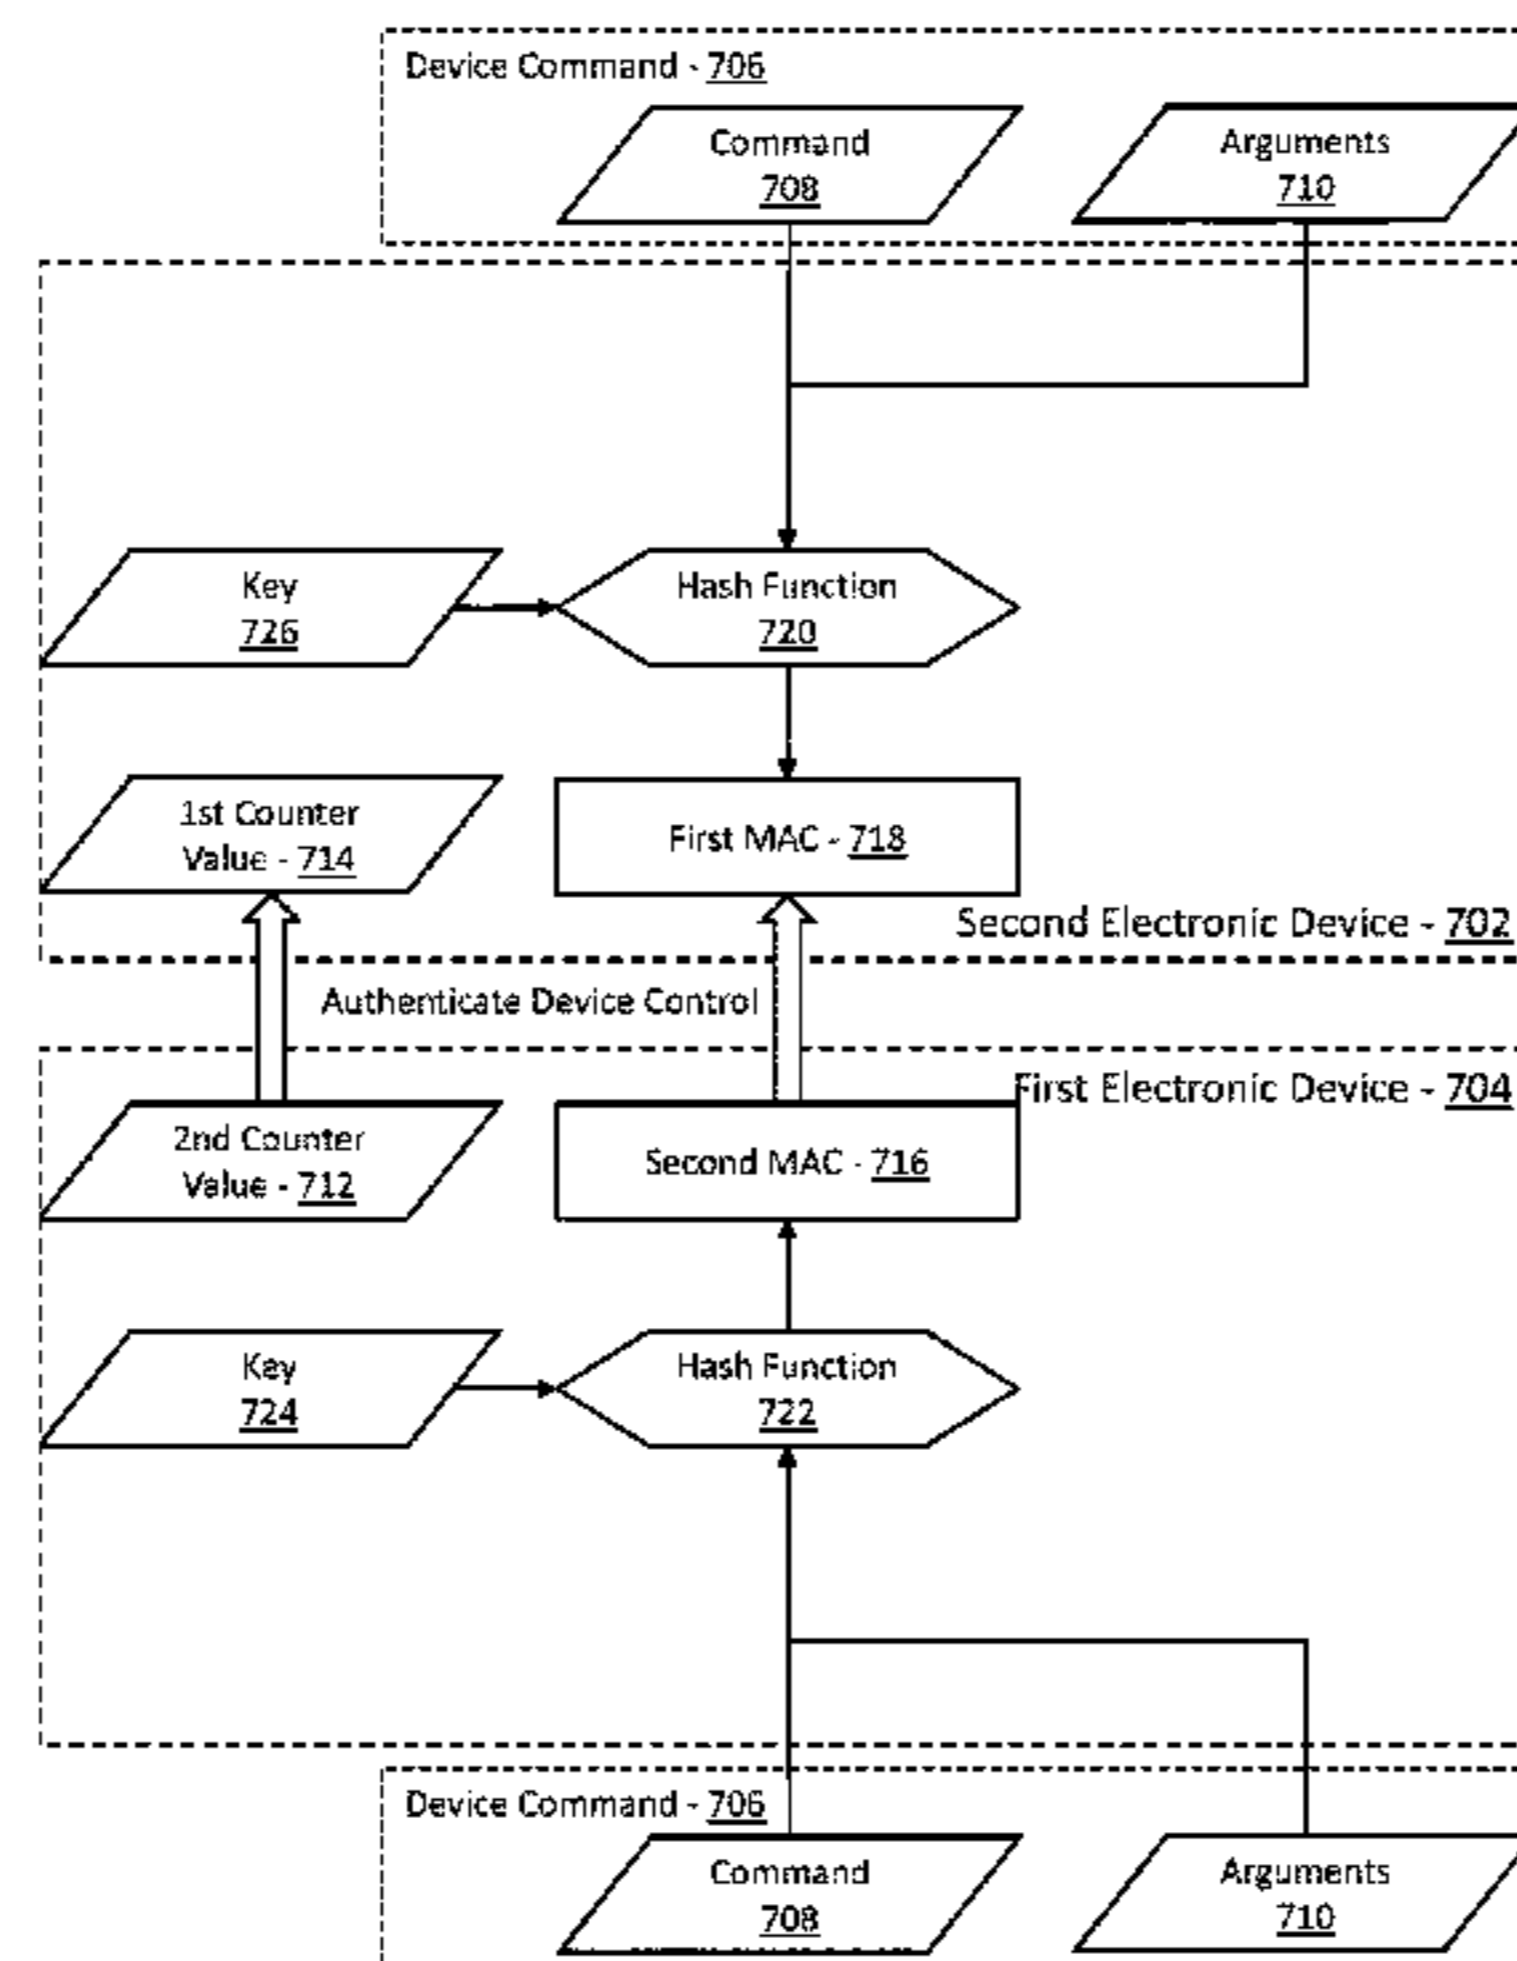 Device Command - 706
Command
708
Arguments
710
Key
726
Hash Function
720
1st Counter
Value - 714
First MAC - 718
Second Electronic Device - 702
Authenticate Device Control
First Electronic Device - 704
2nd Counter
Value - 712
Second MAC - 716
Key
724
Hash Function
722
Device Command - 706
Command
708
Arguments
710